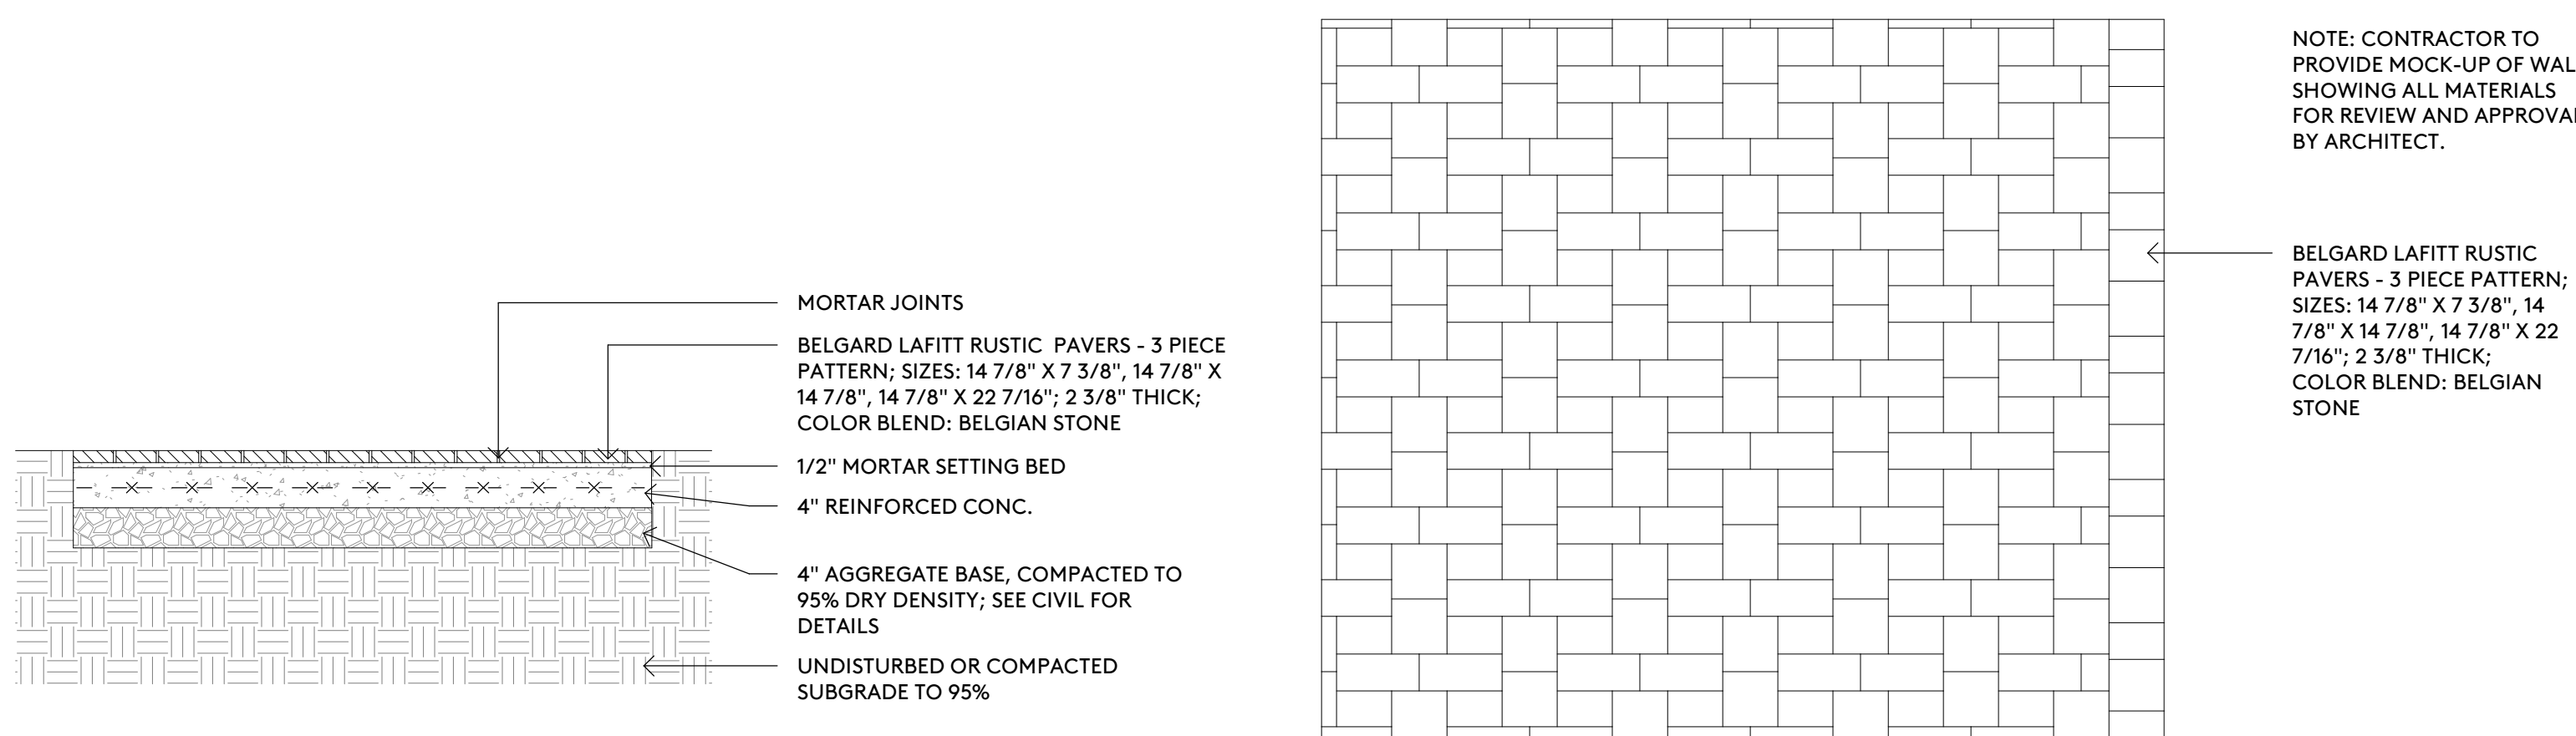 MORTAR JOINTS
BELGARD LAFITT RUSTIC PAVERS - 3 PIECE
PATTERN; SIZES: 14 7/8" X 7 3/8", 14 7/8" X
14 7/8", 14 7/8" X 22 7/16"; 2 3/8" THICK;
COLOR BLEND: BELGIAN STONE
1/2" MORTAR SETTING BED
4" REINFORCED CONC.
4" AGGREGATE BASE, COMPACTED TO
95% DRY DENSITY; SEE CIVIL FOR
DETAILS
UNDISTURBED OR COMPACTED
SUBGRADE TO 95%
NOTE: CONTRACTOR TO
PROVIDE MOCK-UP OF
SHOWING ALL MATERIALS
FOR REVIEW AND
BY ARCHITECT.
BELGARD LAFITT RUSTIC
PAVERS - 3 PIECE PATTERN;
SIZES: 14 7/8" X 7 3/8", 14
7/8" X 14 7/8", 14 7/8" X 22
7/16"; 2 3/8" THICK;
COLOR BLEND: BELGIAN
STONE